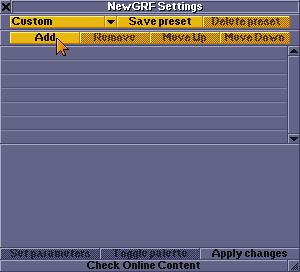 NewGRF Settings
Custom Save preset Delete preset
Add Remove Move Up Move Down
Set parameters Toggle palette Apply changes
Check Online Content